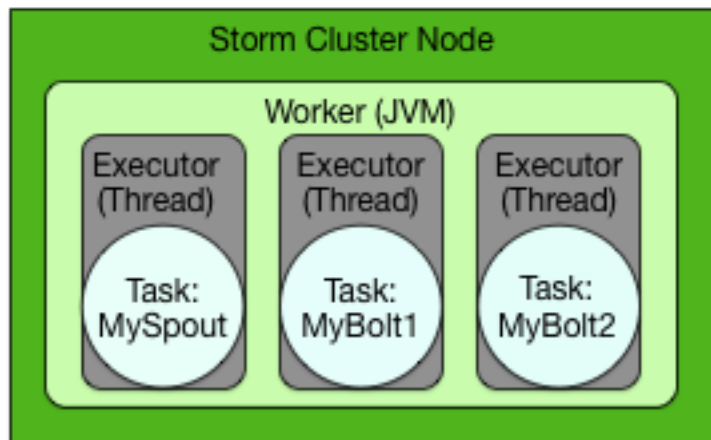 Storm Cluster Node
Worker (JVM)
Executor
(Thread)
Task:
MySpout
Executor
(Thread)
Task:
MyBolt1
Executor
(Thread)
Task:
MyBolt2